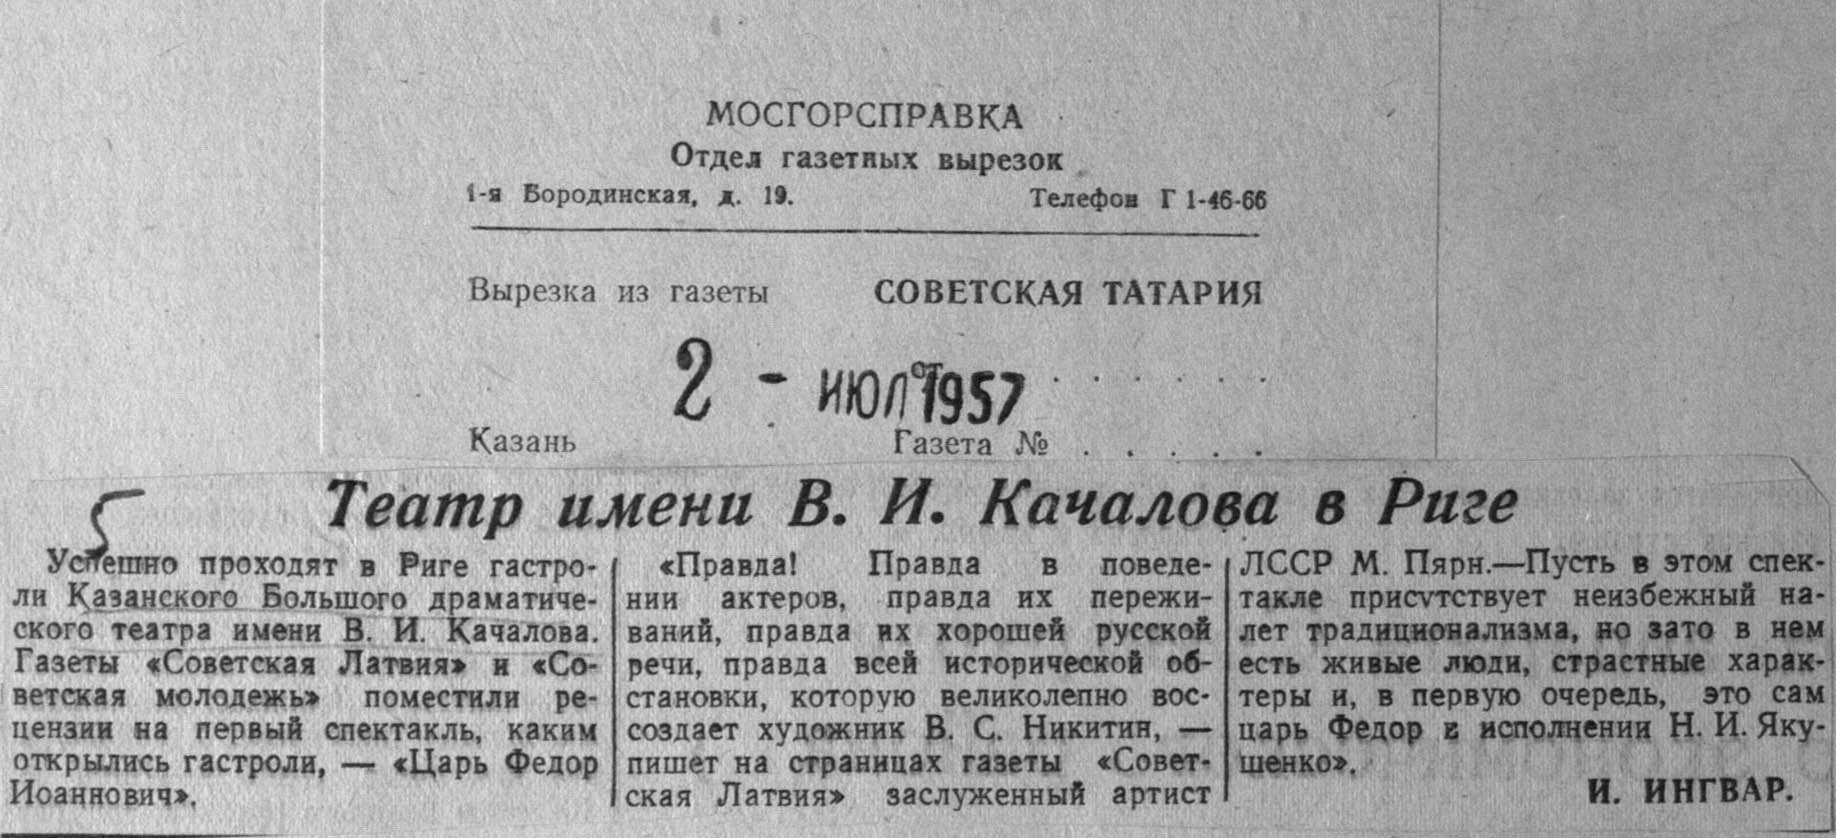 МОСГОРСПРАВКА
Отдел газетных вырезок
1-я Бородинская, д. 19. Телефон Г 1-46-66
Вырезка из газеты СОВЕТСКАЯ ТАТАРИЯ
от . . . . . .
2 - ИЮЛ 1957
Казань Газета № . . . . .
5
Театр имени В. И. Качалова в Риге
Успешно проходят в Риге гастро-
ли Казанского Большого драматиче-
ского театра имени В. И. Качалова.
Газеты «Советская Латвия» и «Со-
ветская молодежь» поместили ре-
цензии на первый спектакль, каким
открылись гастроли, — «Царь Федор
Иоаннович».
«Правда! Правда в поведе-
нии актеров, правда их пережи-
ваний, правда их хорошей русской
речи, правда всей исторической об-
становки, которую великолепно вос-
создает художник В. С. Никитин, —
пишет на страницах газеты «Совет-
ская Латвия» заслуженный артист
ЛССР М. Пярн.—Пусть в этом спек-
такле присутствует неизбежный на-
лет традиционализма, но зато в нем
есть живые люди, страстные харак-
теры и, в первую очередь, это сам
царь Федор в исполнении Н. И. Яку-
шенко».
И. ИНГВАР.